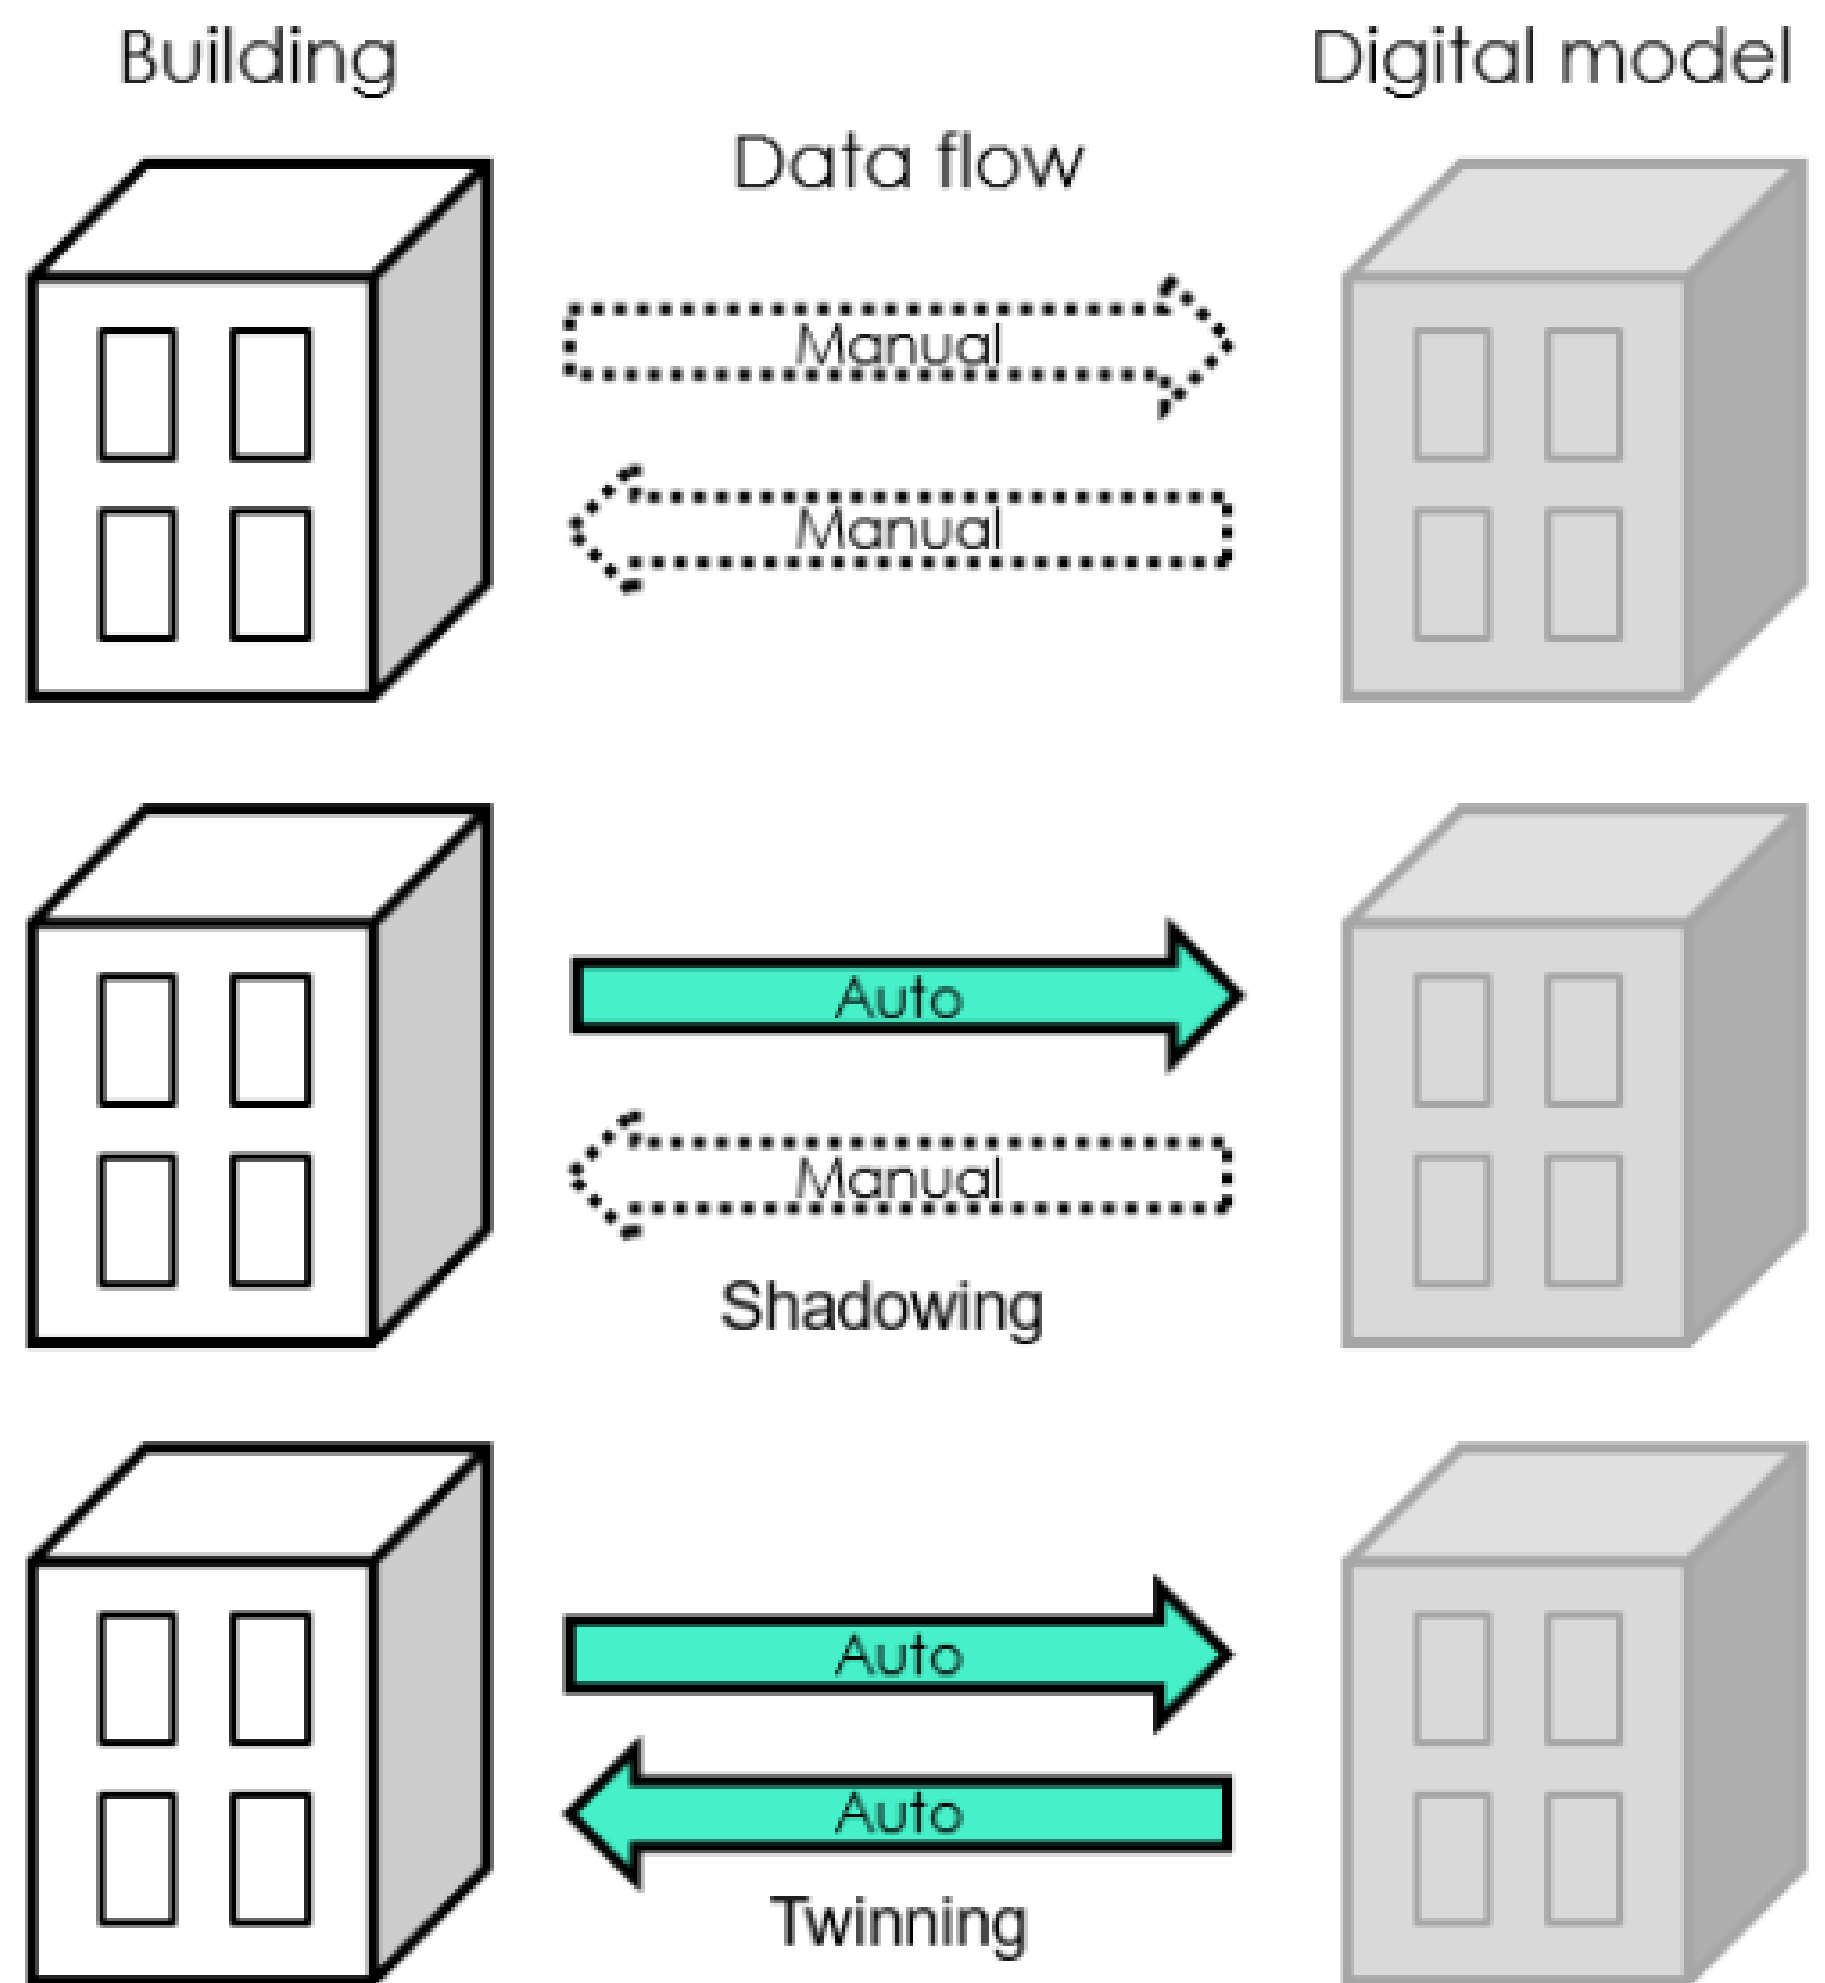 Building
Digital model
Data flow
Manual
Manual
Auto
Manual
Shadowing
Auto
Auto
Twinning